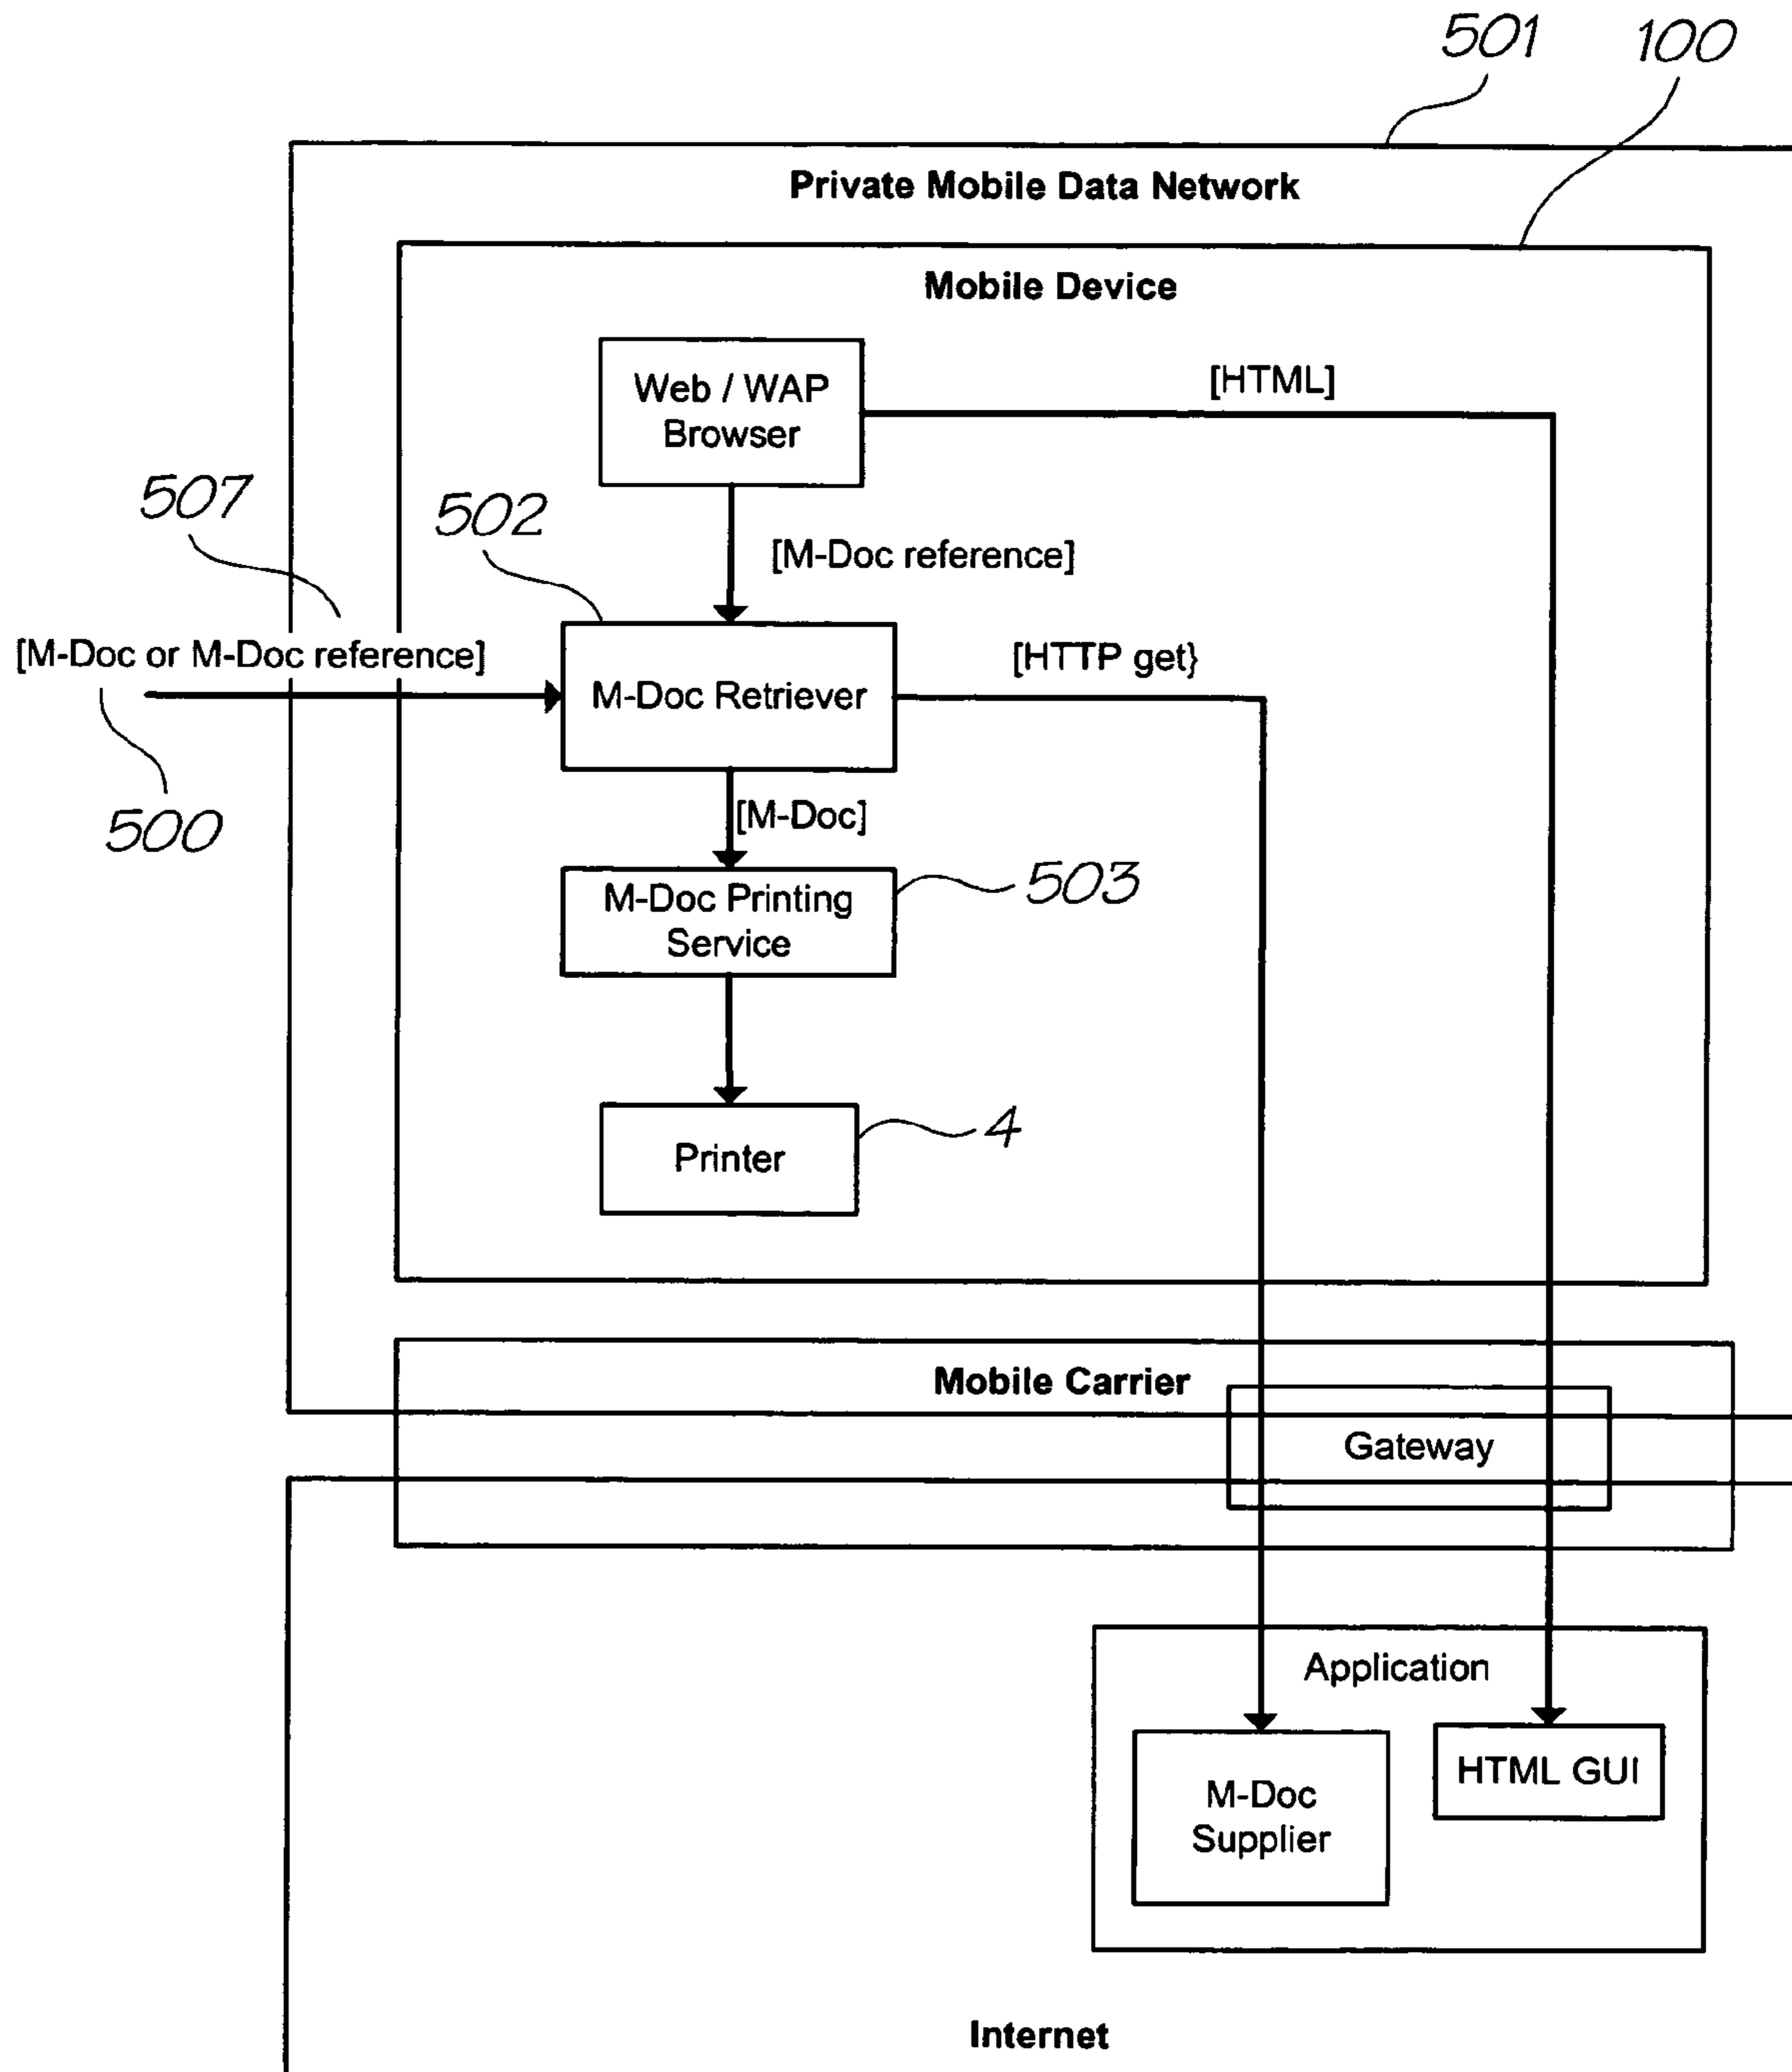 501
100
Private Mobile Data Network
Mobile Device
Web / WAP
Browser
[HTML]
507
502
[M-Doc reference]
[M-Doc or M-Doc reference]
M-Doc Retriever
[HTTP get}
500
[M-Doc]
M-Doc Printing
Service
503
Printer
4
Mobile Carrier
Gateway
Application
M-Doc
Supplier
HTML GUI
Internet